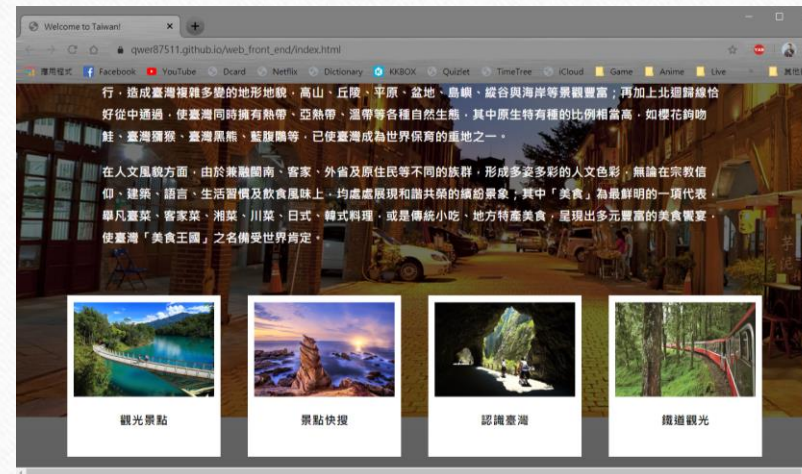 Welcome to Taiwan!
qwer87511.github.io/web_front_end/index.html
應用程式 Facebook YouTube Dcard Netflix Dictionary KKBOX Quizlet TimeTree iCloud Game Anime Live
行，造成臺灣複雜多變的地形地貌，高山、丘陵、平原、盆地、島嶼、縱谷與海岸等景觀豐富；再加上北迴歸線恰
好從中通過，使臺灣同時擁有熱帶、亞熱帶、溫帶等各種自然生態，其中原生特有種的比例相當高，如櫻花鉤吻
鮭、臺灣獼猴、臺灣黑熊、藍腹鷴等，已使臺灣成為世界保育的重地之一。
在人文風貌方面，由於兼融閩南、客家、外省及原住民等不同的族群，形成多姿多彩的人文色彩，無論在宗教信
仰、建築、語言、生活習慣及飲食風味上，均處處展現和諧共榮的繽紛景象；其中「美食」為最鮮明的一項代表，
舉凡臺菜、客家菜、湘菜、川菜、日式、韓式料理，或是傳統小吃、地方特產美食，呈現出多元豐富的美食饗宴，
使臺灣「美食王國」之名備受世界肯定。
觀光景點
景點快搜
認識臺灣
鐵道觀光